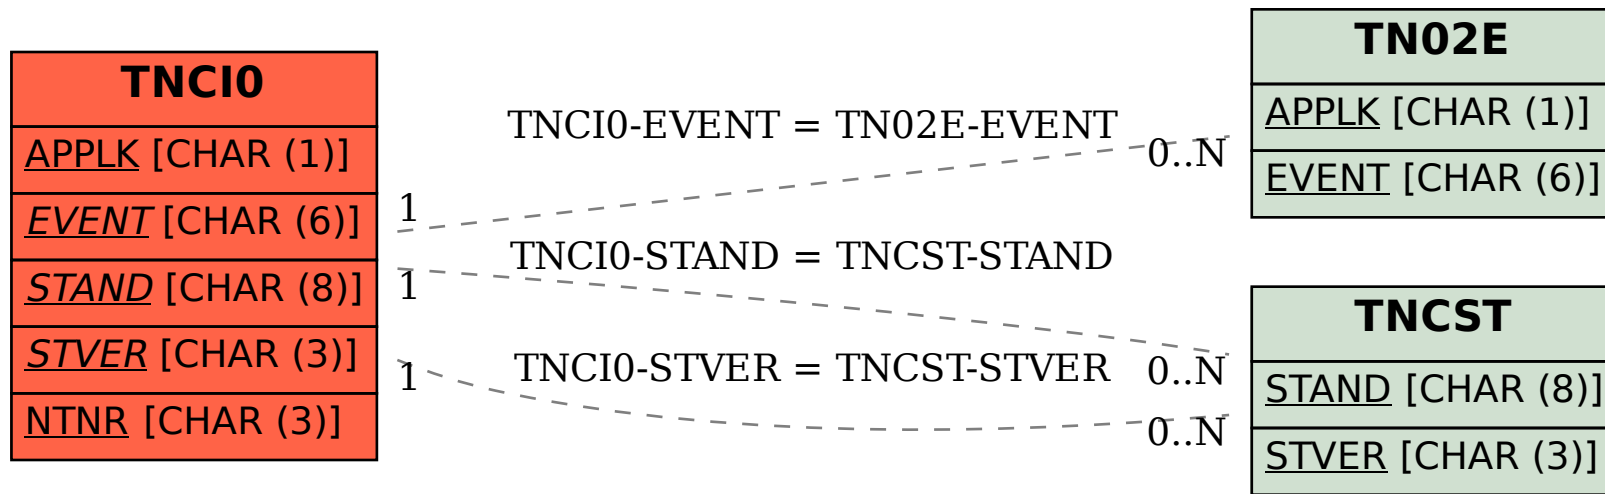 TNCI0
APPLK [CHAR (1)]
EVENT [CHAR (6)]
STAND [CHAR (8)]
STVER [CHAR (3)]
NTNR [CHAR (3)]
TNCI0-EVENT = TN02E-EVENT
1
0..N
TNCI0-STAND = TNCST-STAND
1
0..N
TNCI0-STVER = TNCST-STVER
1
0..N
TN02E
APPLK [CHAR (1)]
EVENT [CHAR (6)]
TNCST
STAND [CHAR (8)]
STVER [CHAR (3)]